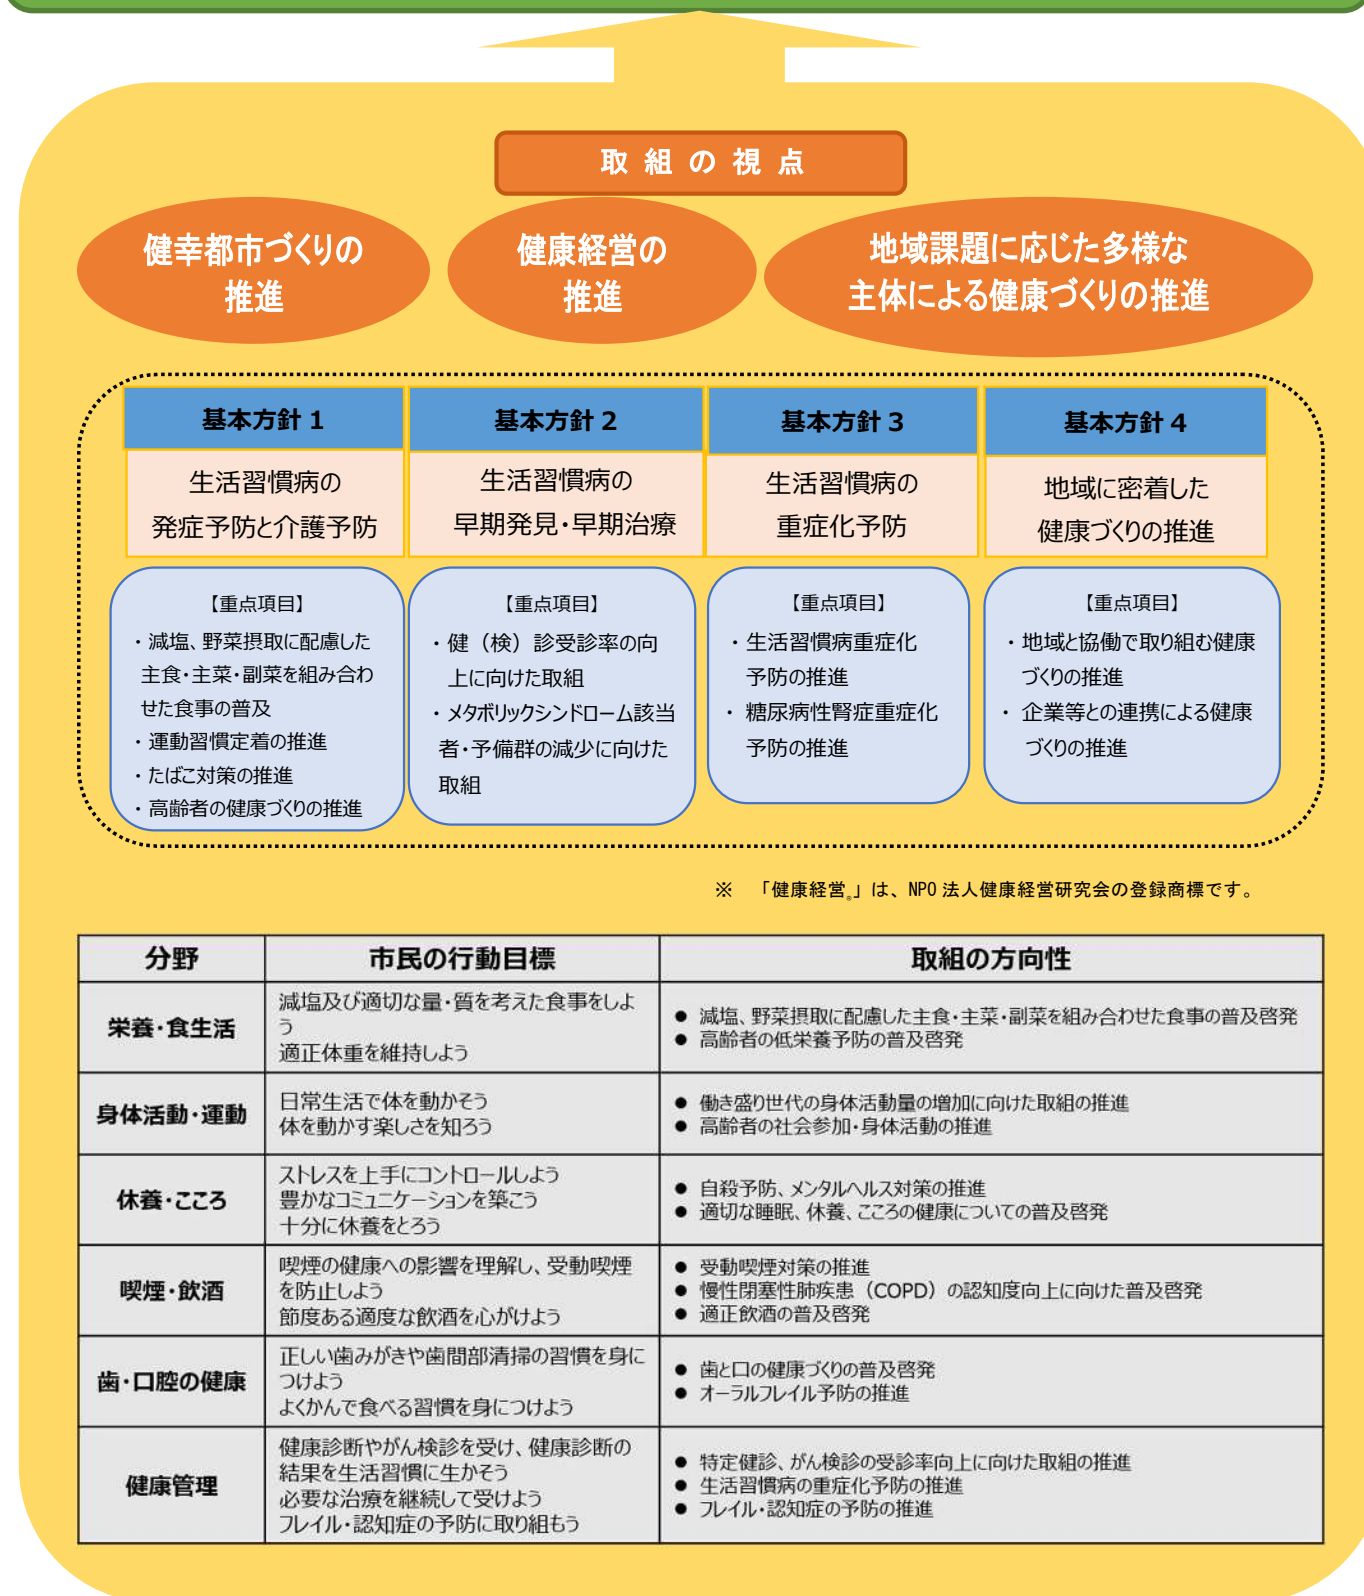 取組の視点
健幸都市づくりの
推進
健康経営の
推進
地域課題に応じた多様な
主体による健康づくりの推進
基本方針1
生活習慣病の
発症予防と介護予防
【重点項目】
・減塩、野菜摂取に配慮した
主食・主菜・副菜を組み合わ
せた食事の普及
・運動習慣定着の推進
・たばこ対策の推進
・高齢者の健康づくりの推進
基本方針2
生活習慣病の
早期発見・早期治療
【重点項目】
・健（検）診受診率の向
上に向けた取組
・メタボリックシンドローム該当
者・予備群の減少に向けた
取組
基本方針3
生活習慣病の
重症化予防
【重点項目】
・生活習慣病重症化
予防の推進
・糖尿病性腎症重症化
予防の推進
基本方針4
地域に密着した
健康づくりの推進
【重点項目】
・地域と協働で取り組む健康
づくりの推進
・企業等との連携による健康
づくりの推進
※　「健康経営®」は、NPO法人健康経営研究会の登録商標です。
分野
市民の行動目標
取組の方向性
栄養・食生活
減塩及び適切な量・質を考えた食事をしよ
う
適正体重を維持しよう
● 減塩、野菜摂取に配慮した主食・主菜・副菜を組み合わせた食事の普及啓発
● 高齢者の低栄養予防の普及啓発
身体活動・運動
日常生活で体を動かそう
体を動かす楽しさを知ろう
● 働き盛り世代の身体活動量の増加に向けた取組の推進
● 高齢者の社会参加・身体活動の推進
休養・こころ
ストレスを上手にコントロールしよう
豊かなコミュニケーションを築こう
十分に休養をとろう
● 自殺予防、メンタルヘルス対策の推進
● 適切な睡眠、休養、こころの健康についての普及啓発
喫煙・飲酒
喫煙の健康への影響を理解し、受動喫煙
を防止しよう
節度ある適度な飲酒を心がけよう
● 受動喫煙対策の推進
● 慢性閉塞性肺疾患（COPD）の認知度向上に向けた普及啓発
● 適正飲酒の普及啓発
歯・口腔の健康
正しい歯みがきや歯間部清掃の習慣を身に
つけよう
よくかんで食べる習慣を身につけよう
● 歯と口の健康づくりの普及啓発
● オーラルフレイル予防の推進
健康管理
健康診断やがん検診を受け、健康診断の
結果を生活習慣に生かそう
必要な治療を継続して受けよう
フレイル・認知症の予防に取り組もう
● 特定健診、がん検診の受診率向上に向けた取組の推進
● 生活習慣病の重症化予防の推進
● フレイル・認知症の予防の推進